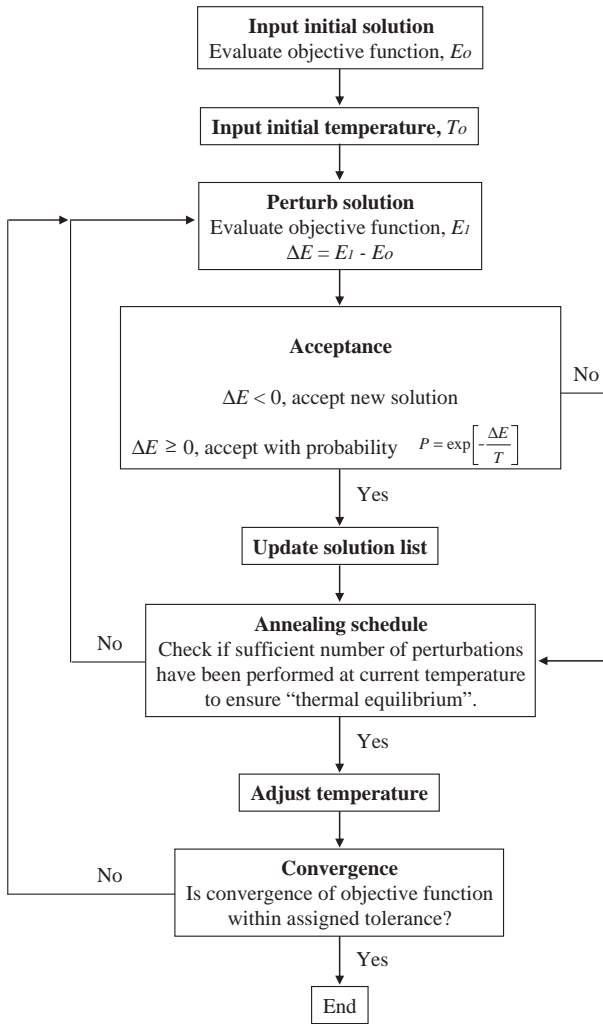 Input initial solution
Evaluate objective function, Eo
Input initial temperature, To
Perturb solution
Evaluate objective function, E1
ΔE = E1 - Eo
Acceptance
No
ΔE < 0, accept new solution
ΔE ≥ 0, accept with probability P = exp[-ΔE/T]
Yes
Update solution list
Annealing schedule
No
Check if sufficient number of perturbations
have been performed at current temperature
to ensure “thermal equilibrium”.
Yes
Adjust temperature
Convergence
No
Is convergence of objective function
within assigned tolerance?
Yes
End